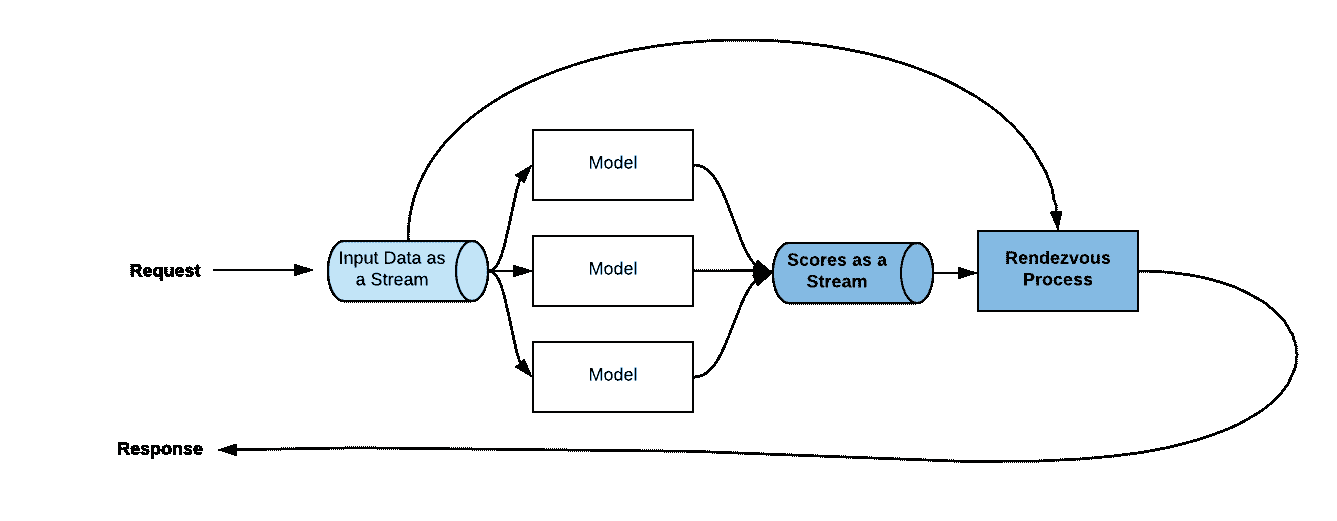 Model
Model
Model
Request
Input Data as
a Stream
Scores as a
Stream
Rendezvous
Process
Response